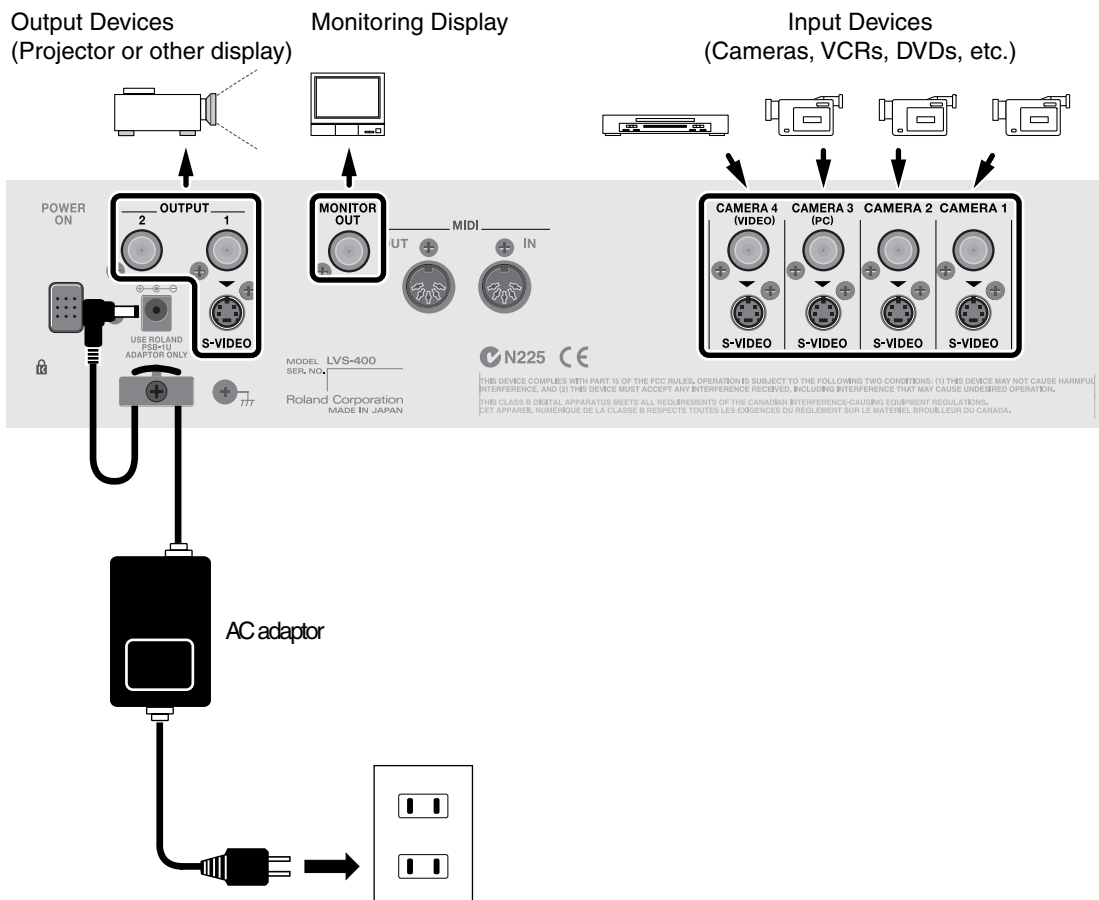 Output Devices
(Projector or other display)
Monitoring Display
Input Devices
(Cameras, VCRs, DVDs, etc.)
POWER
ON
OUTPUT
2 1
S-VIDEO
USE ROLAND
PSB-1U
ADAPTOR ONLY
MONITOR
OUT
MIDI
OUT IN
CAMERA 4 CAMERA 3 CAMERA 2 CAMERA 1
(VIDEO) (PC)
S-VIDEO S-VIDEO S-VIDEO S-VIDEO
MODEL LVS-400
SER. NO.
Roland Corporation
MADE IN JAPAN
N225 CE
THIS DEVICE COMPLIES WITH PART 15 OF THE FCC RULES. OPERATION IS SUBJECT TO THE FOLLOWING TWO CONDITIONS: (1) THIS DEVICE MAY NOT CAUSE HARMFUL
INTERFERENCE, AND (2) THIS DEVICE MUST ACCEPT ANY INTERFERENCE RECEIVED, INCLUDING INTERFERENCE THAT MAY CAUSE UNDESIRED OPERATION.
THIS CLASS B DIGITAL APPARATUS MEETS ALL REQUIREMENTS OF THE CANADIAN INTERFERENCE-CAUSING EQUIPMENT REGULATIONS.
CET APPAREIL NUMÉRIQUE DE LA CLASSE B RESPECTE TOUTES LES EXIGENCES DU RÈGLEMENT SUR LE MATÉRIEL BROUILLEUR DU CANADA.
AC adaptor